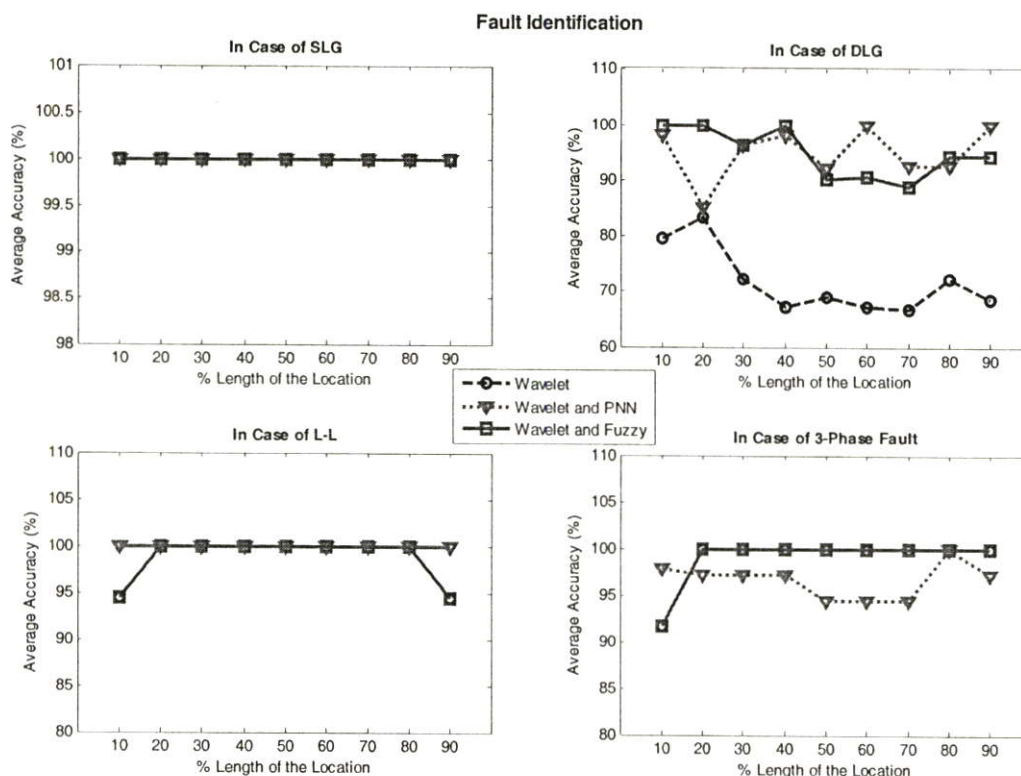 Fault Identification
In Case of SLG
101
100.5
100
99.5
99
98.5
98
Average Accuracy (%)
10 20 30 40 50 60 70 80 90
% Length of the Location
In Case of DLG
110
100
90
80
70
60
Average Accuracy (%)
10 20 30 40 50 60 70 80 90
% Length of the Location
Wavelet
Wavelet and PNN
Wavelet and Fuzzy
In Case of L-L
110
105
100
95
90
85
80
Average Accuracy (%)
10 20 30 40 50 60 70 80 90
% Length of the Location
In Case of 3-Phase Fault
110
105
100
95
90
85
80
Average Accuracy (%)
10 20 30 40 50 60 70 80 90
% Length of the Location